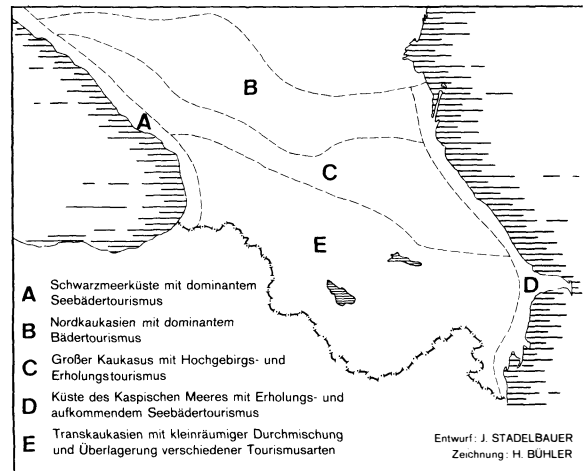 B
A
C
E
D
A Schwarzmeerküste mit dominantem
Seebädertourismus
B Nordkaukasien mit dominantem
Bädertourismus
C Großer Kaukasus mit Hochgebirgs- und
Erholungstourismus
D Küste des Kaspischen Meeres mit Erholungs- und
aufkommendem Seebädertourismus
E Transkaukasien mit kleinräumiger Durchmischung
und Überlagerung verschiedener Tourismusarten
Entwurf: J. STADELBAUER
Zeichnung: H. BÜHLER